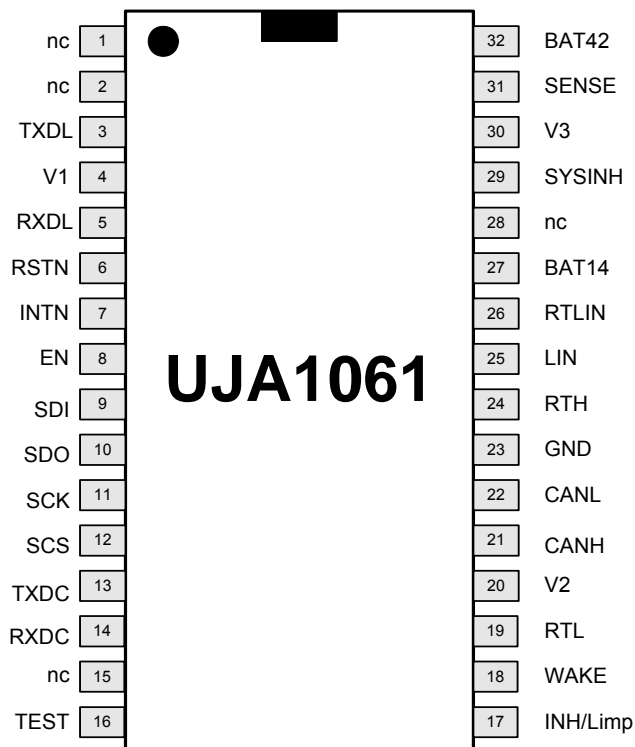 nc 1 32 BAT42
nc 2 31 SENSE
TXDL 3 30 V3
V1 4 29 SYSINH
RXDL 5 28 nc
RSTN 6 27 BAT14
INTN 7 26 RTLIN
EN 8 25 LIN
UJA1061
SDI 9 24 RTH
SDO 10 23 GND
SCK 11 22 CANL
SCS 12 21 CANH
TXDC 13 20 V2
RXDC 14 19 RTL
nc 15 18 WAKE
TEST 16 17 INH/Limp